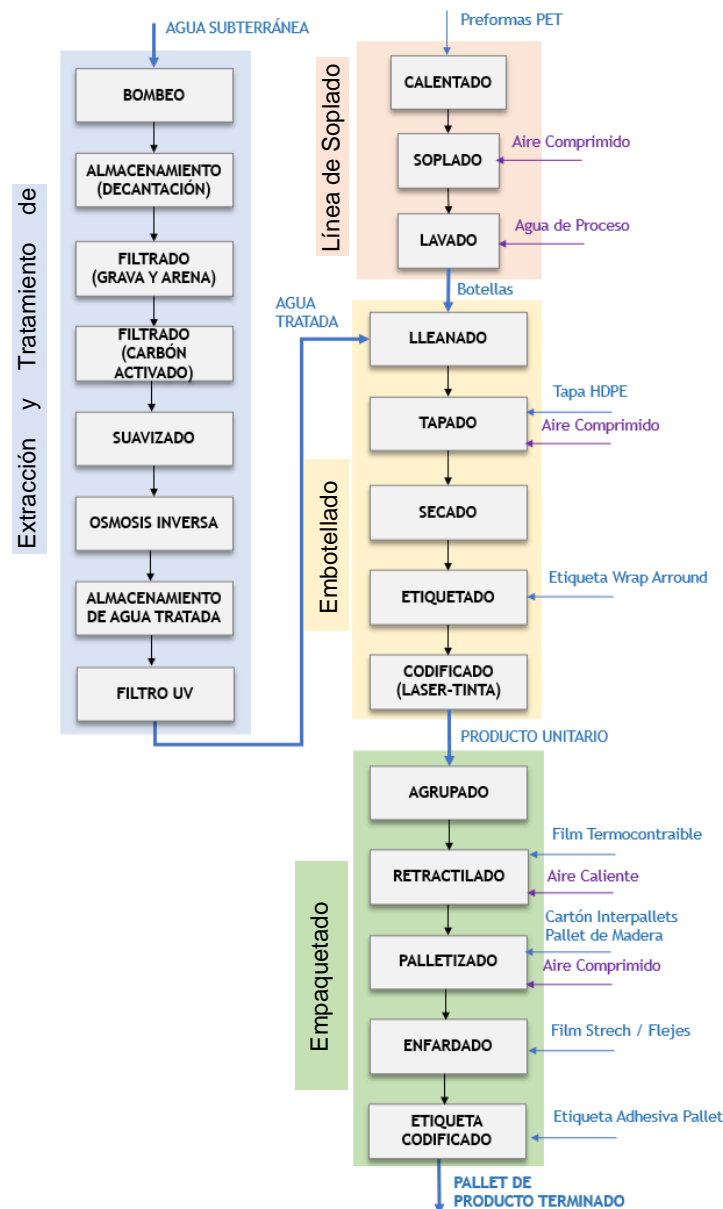 AGUA SUBTERRÁNEA
Extracción y Tratamiento de
BOMBEO
ALMACENAMIENTO
(DECANTACIÓN)
FILTRADO
(GRAVA Y ARENA)
FILTRADO
(CARBÓN
ACTIVADO)
SUAVIZADO
OSMOSIS INVERSA
ALMACENAMIENTO
DE AGUA TRATADA
FILTRO UV
AGUA
TRATADA
Preformas PET
Línea de Soplado
CALENTADO
SOPLADO
Aire Comprimido
LAVADO
Agua de Proceso
Botellas
Embotellado
LLEANADO
TAPADO
Tapa HDPE
Aire Comprimido
SECADO
ETIQUETADO
Etiqueta Wrap Arround
CODIFICADO
(LASER-TINTA)
PRODUCTO UNITARIO
Empaquetado
AGRUPADO
RETRACTILADO
Film Termocontraible
Aire Caliente
PALLETIZADO
Cartón Interpallets
Pallet de Madera
Aire Comprimido
ENFARDADO
Film Strech / Flejes
ETIQUETA
CODIFICADO
Etiqueta Adhesiva Pallet
PALLET DE
PRODUCTO TERMINADO